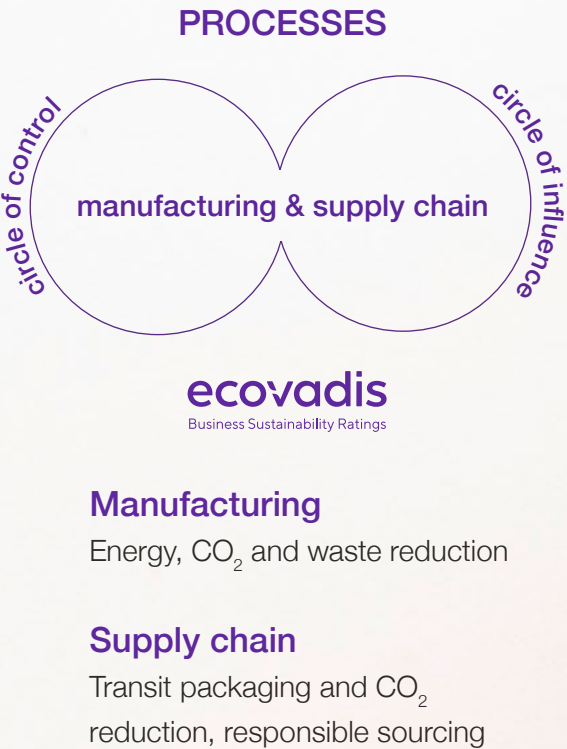 PROCESSES
circle of control
circle of influence
manufacturing & supply chain
ecovadis
Business Sustainability Ratings
Manufacturing
Energy, CO₂ and waste reduction
Supply chain
Transit packaging and CO₂
reduction, responsible sourcing